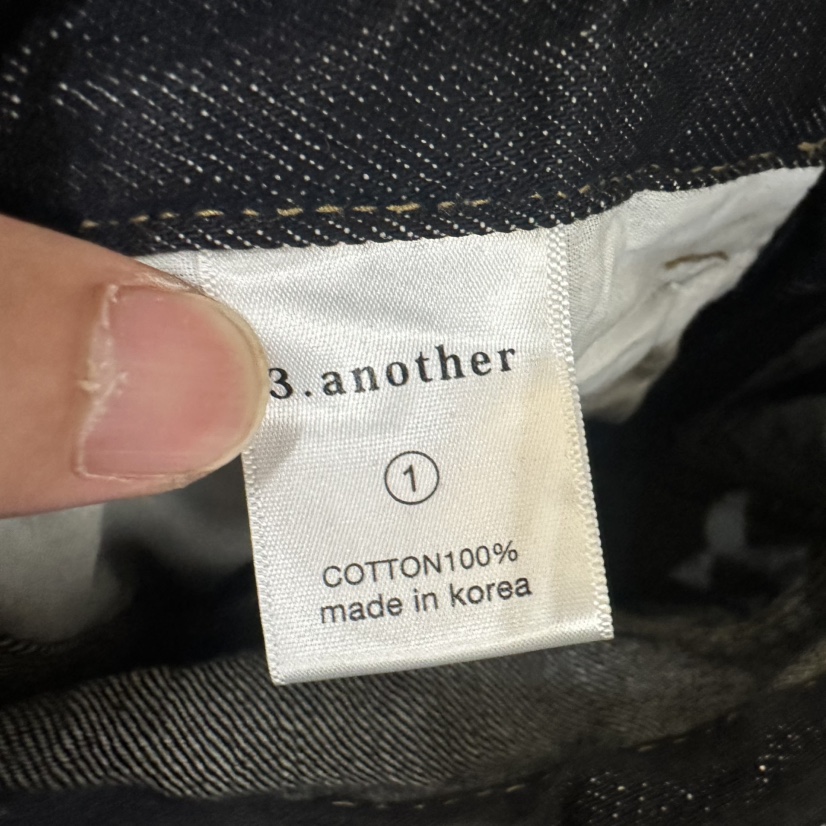 3.another
①
COTTON100%
made in korea